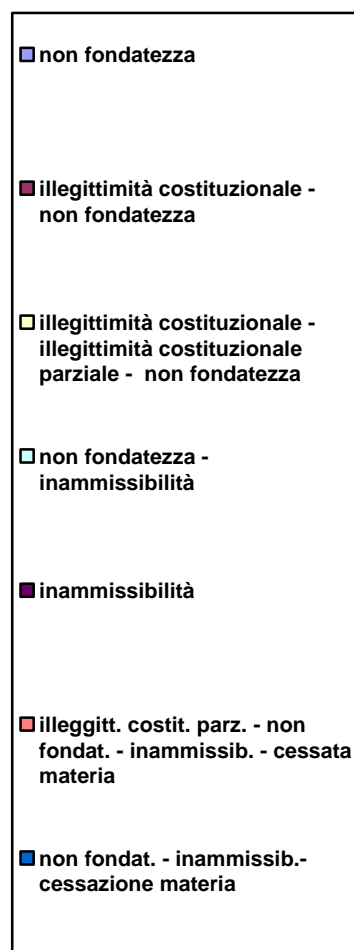 non fondatezza
illegittimità costituzionale -
non fondatezza
illegittimità costituzionale -
illegittimità costituzionale
parziale - non fondatezza
non fondatezza -
inammissibilità
inammissibilità
illeggitt. costit. parz. - non
fondat. - inammissib. - cessata
materia
non fondat. - inammissib.-
cessazione materia